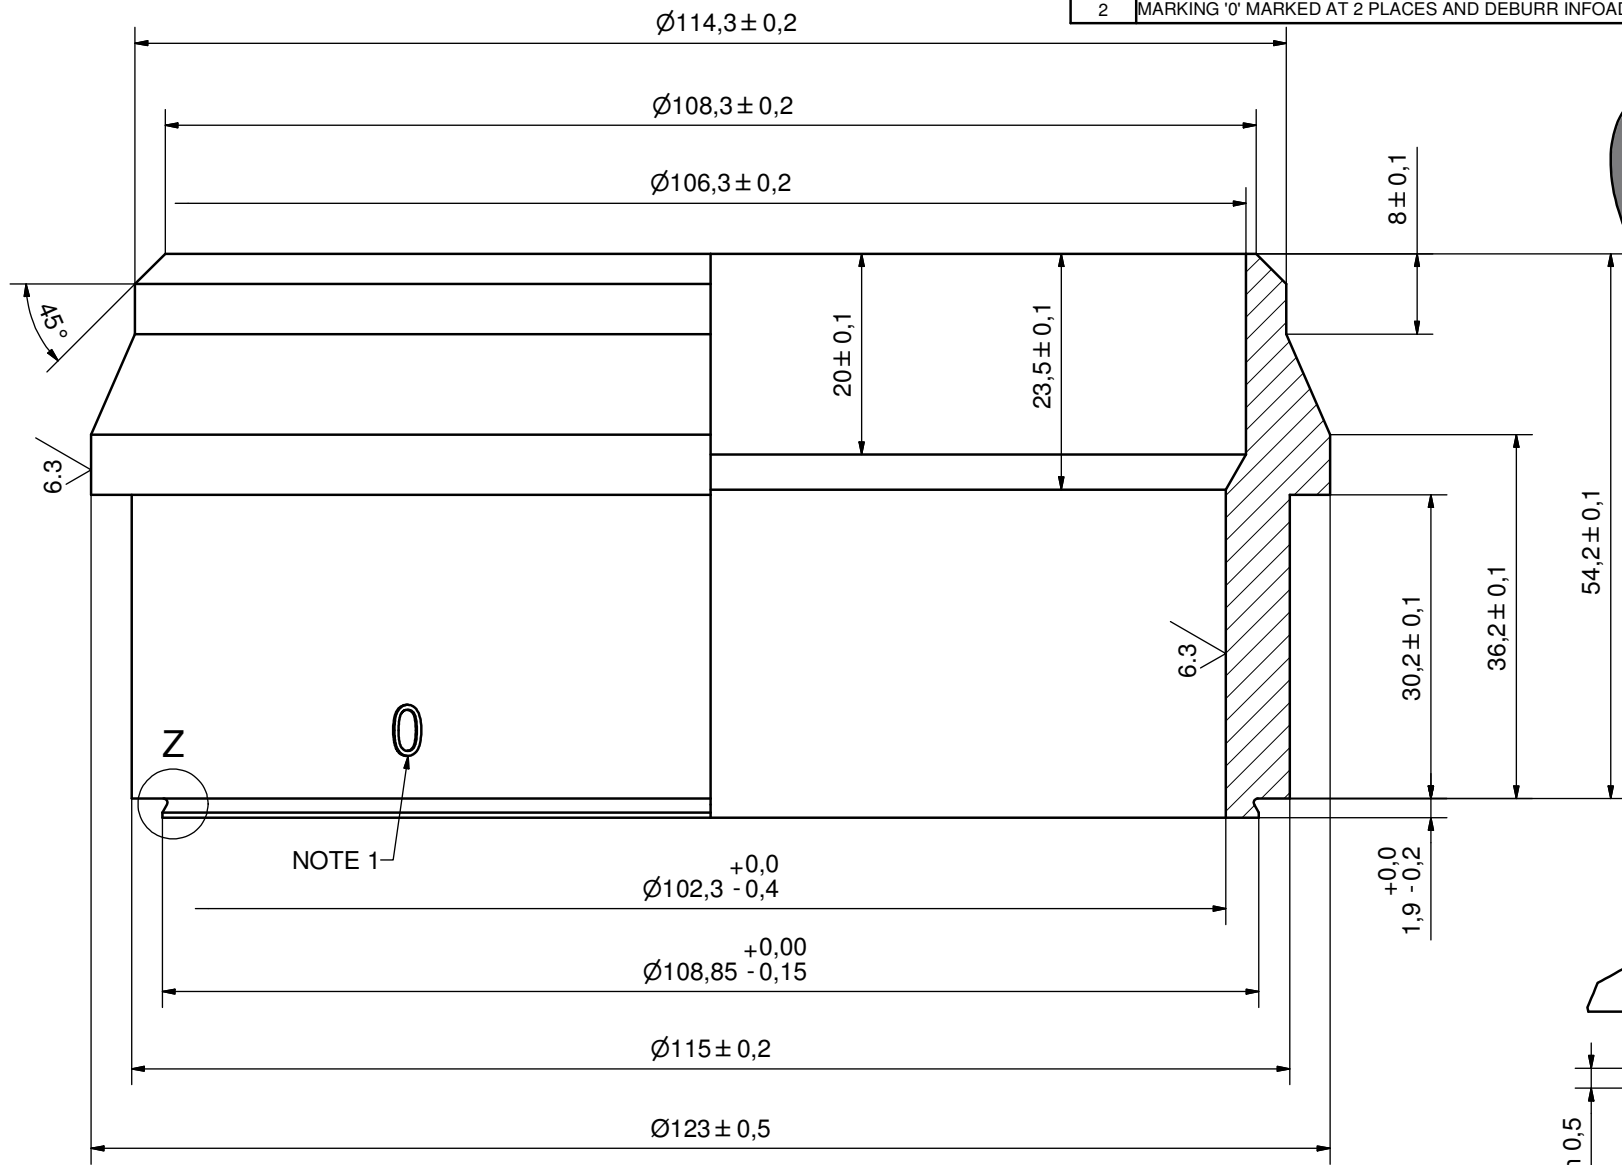 2 MARKING '0' MARKED AT 2 PLACES AND DEBURR INFOAD
Ø114,3 ± 0,2
Ø108,3 ± 0,2
Ø106,3 ± 0,2
8 ± 0,1
45°
20 ± 0,1
23,5 ± 0,1
6.3
54,2 ± 0,1
36,2 ± 0,1
30,2 ± 0,1
6.3
0
Z
NOTE 1
+0,0
Ø102,3 -0,4
+0,0
1,9 -0,2
+0,00
Ø108,85 -0,15
Ø115 ± 0,2
Ø123 ± 0,5
0,5